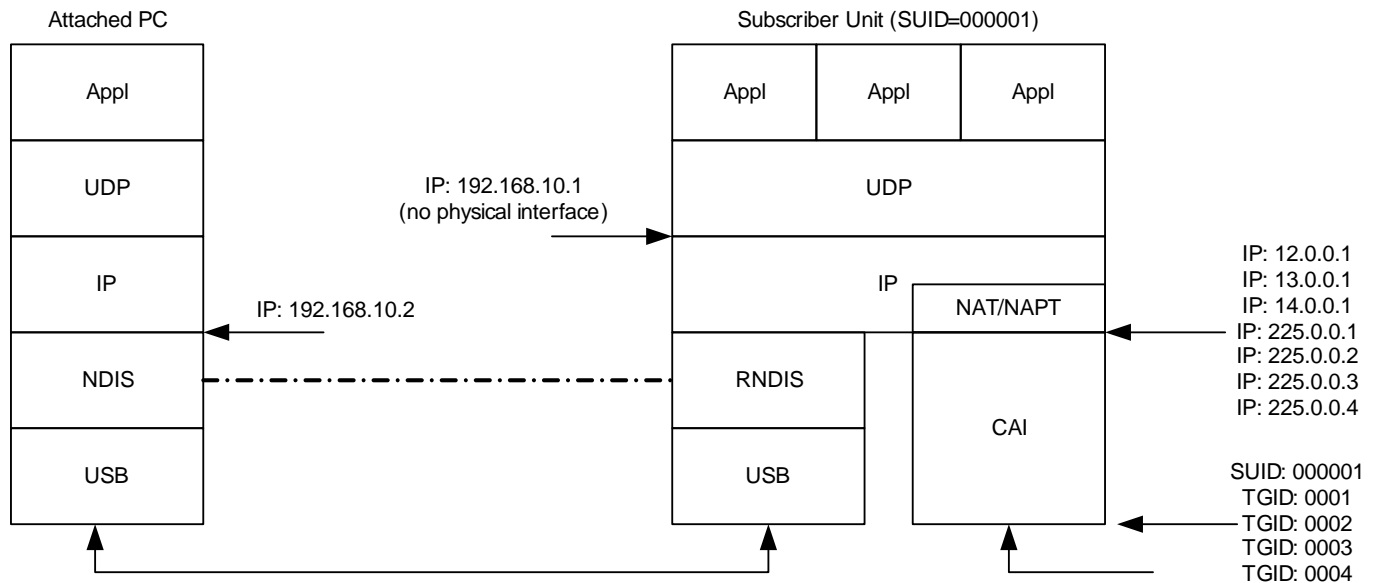 Attached PC
Subscriber Unit (SUID=000001)
Appl
Appl
Appl
Appl
UDP
IP: 192.168.10.1
(no physical interface)
UDP
IP
IP: 192.168.10.2
IP
NAT/NAPT
IP: 12.0.0.1
IP: 13.0.0.1
IP: 14.0.0.1
IP: 225.0.0.1
IP: 225.0.0.2
IP: 225.0.0.3
IP: 225.0.0.4
NDIS
RNDIS
CAI
USB
USB
SUID: 000001
TGID: 0001
TGID: 0002
TGID: 0003
TGID: 0004